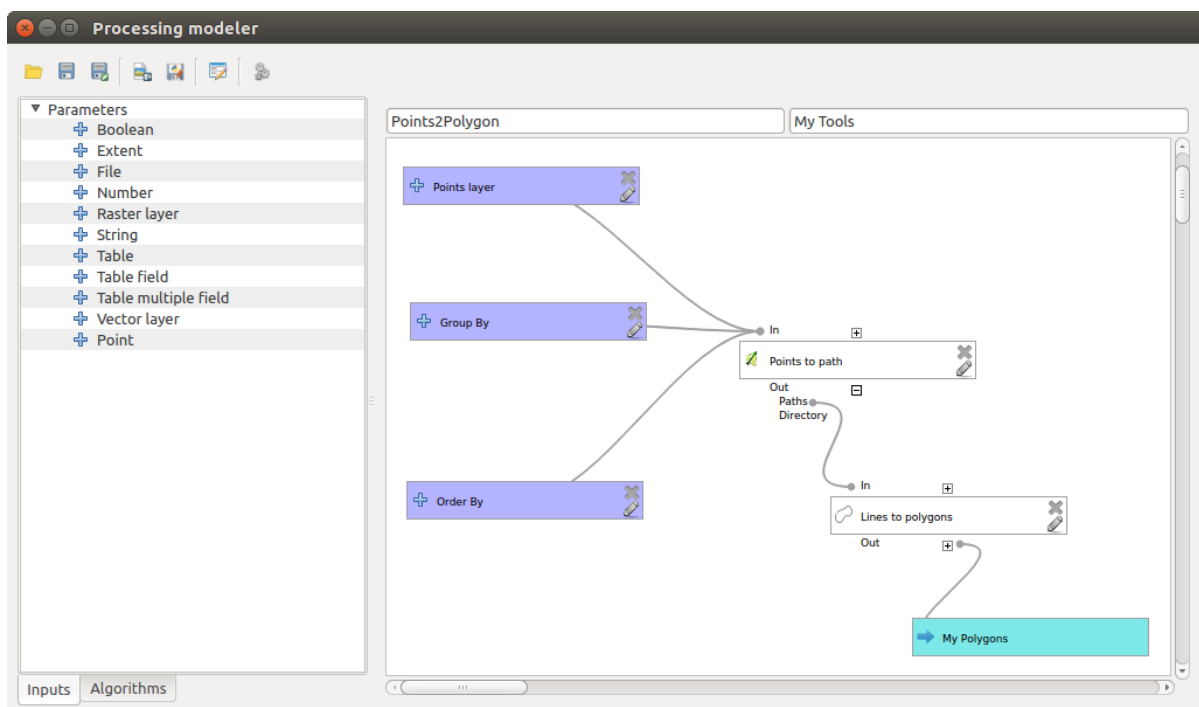 Processing modeler
Parameters
Boolean
Extent
File
Number
Raster layer
String
Table
Table field
Table multiple field
Vector layer
Point
Inputs
Algorithms
Points2Polygon
My Tools
Points layer
Group By
Order By
In
Points to path
Out
Paths
Directory
In
Lines to polygons
Out
My Polygons